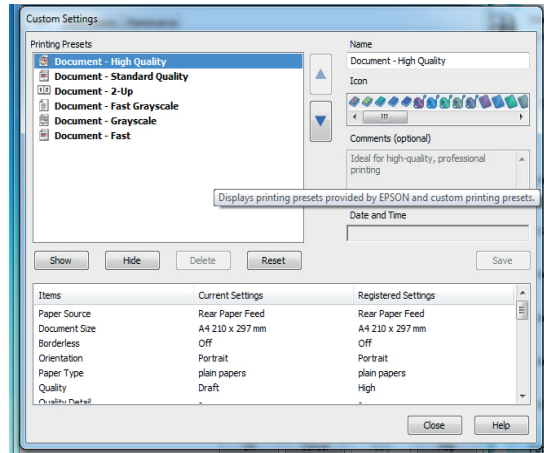 Custom Settings
Printing Presets
Document - High Quality
Document - Standard Quality
Document - 2-Up
Document - Fast Grayscale
Document - Grayscale
Document - Fast
Name
Document - High Quality
Icon
Comments (optional)
Ideal for high-quality, professional
printing
Displays printing presets provided by EPSON and custom printing presets.
Date and Time
Show Hide Delete Reset Save
Items Current Settings Registered Settings
Paper Source Rear Paper Feed Rear Paper Feed
Document Size A4 210 x 297 mm A4 210 x 297 mm
Borderless Off Off
Orientation Portrait Portrait
Paper Type plain papers plain papers
Quality Draft High
Quality Detail - -
Close Help